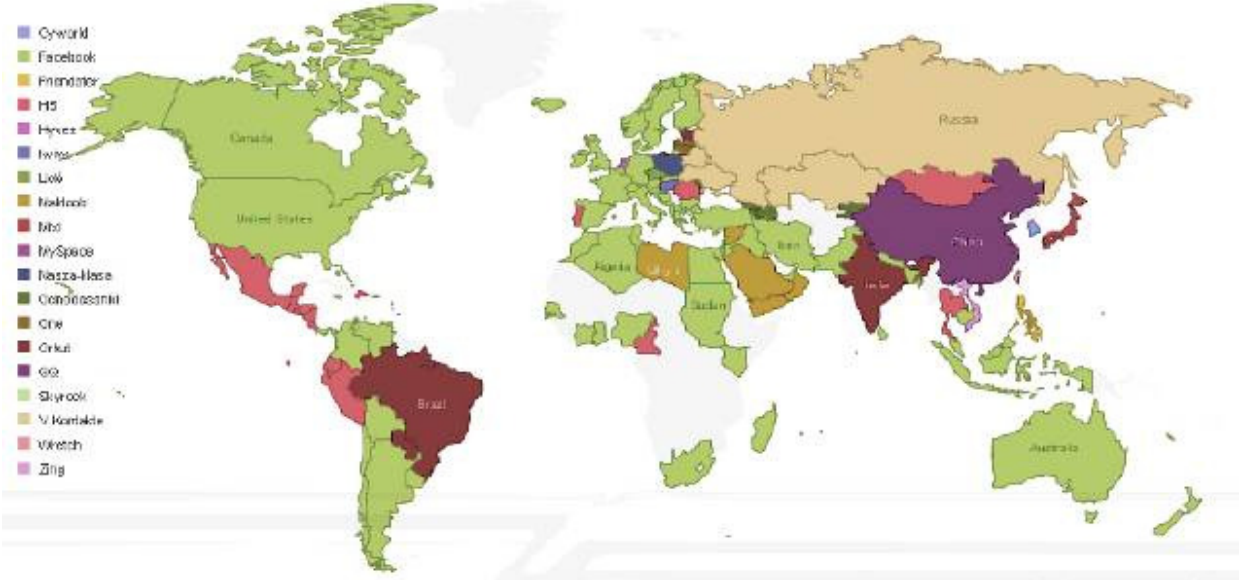 Cyworld
Facebook
Friendster
Hi5
Hyves
Iwiw
Maktoob
Mixi
MySpace
Nasza-klasa
Odnoklassniki
One
Orkut
QQ
Skyrock
V Kontakte
Wretch
Zing
Canada
United States
Brazil
Russia
China
India
Iran
Algeria
Libya
Sudan
Australia